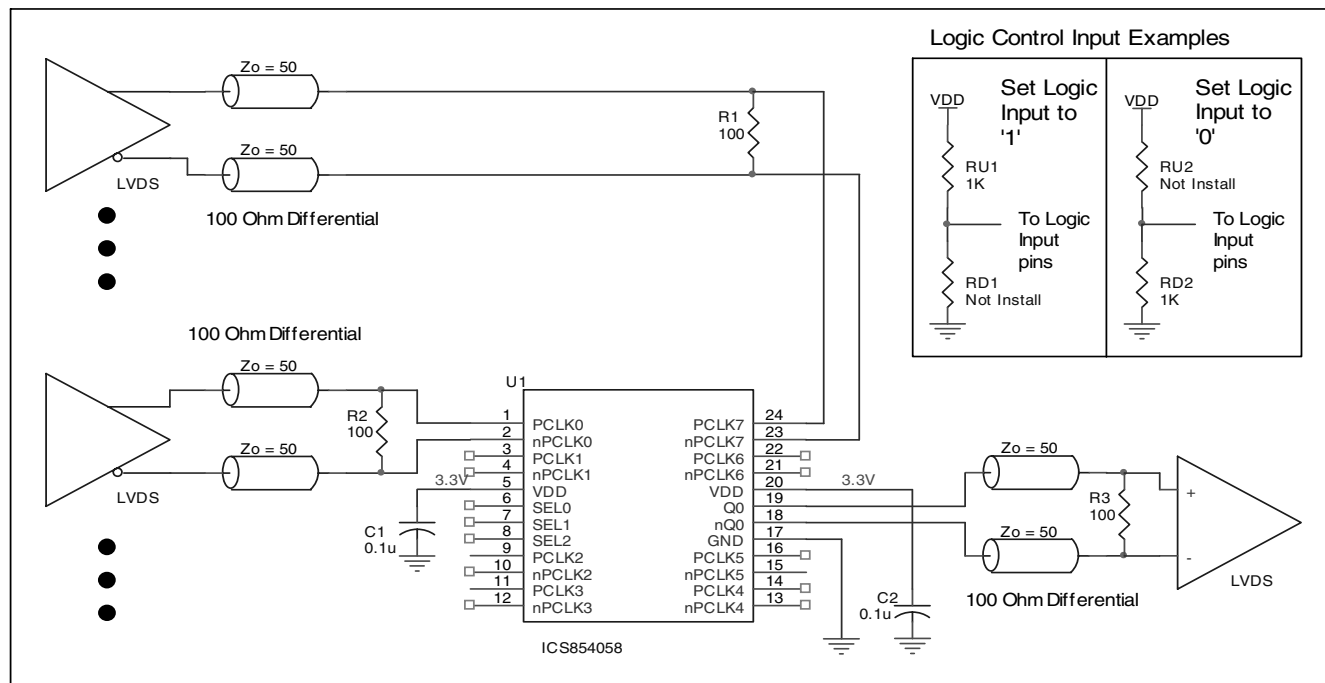 Logic Control Input Examples
Zo = 50
R1
100
Zo = 50
LVDS
100 Ohm Differential
VDD
Set Logic
Input to
'1'
RU1
1K
To Logic
Input
pins
RD1
Not Install
VDD
Set Logic
Input to
'0'
RU2
Not Install
To Logic
Input
pins
RD2
1K
100 Ohm Differential
Zo = 50
R2
100
Zo = 50
LVDS
3.3V
C1
0.1u
U1
1 PCLK0
2 nPCLK0
3 PCLK1
4 nPCLK1
5 VDD
6 SEL0
7 SEL1
8 SEL2
9 PCLK2
10 nPCLK2
11 PCLK3
12 nPCLK3
PCLK7 24
nPCLK7 23
PCLK6 22
nPCLK6 21
VDD 20
Q0 19
nQ0 18
GND 17
PCLK5 16
nPCLK5 15
PCLK4 14
nPCLK4 13
ICS854058
3.3V
C2
0.1u
Zo = 50
R3
100
Zo = 50
+
-
LVDS
100 Ohm Differential